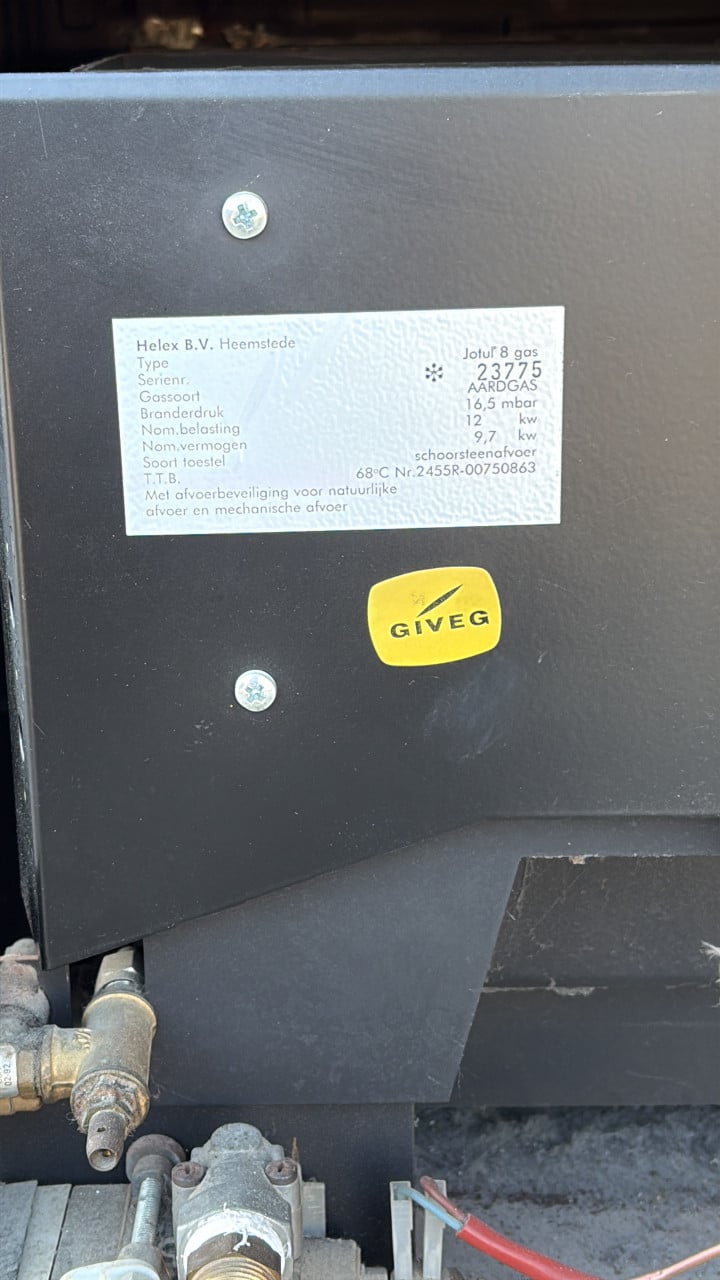 Helex B.V. Heemstede
Type Jotul 8 gas
Serienr. 23775
Gassoort AARDGAS
Branderdruk 16,5 mbar
Nom.belasting 12 kw
Nom.vermogen 9,7 kw
Soort toestel schoorsteenafvoer
T.T.B. 68°C Nr.2455R-00750863
Met afvoerbeveiliging voor natuurlijke
afvoer en mechanische afvoer
GIVEG
02-92